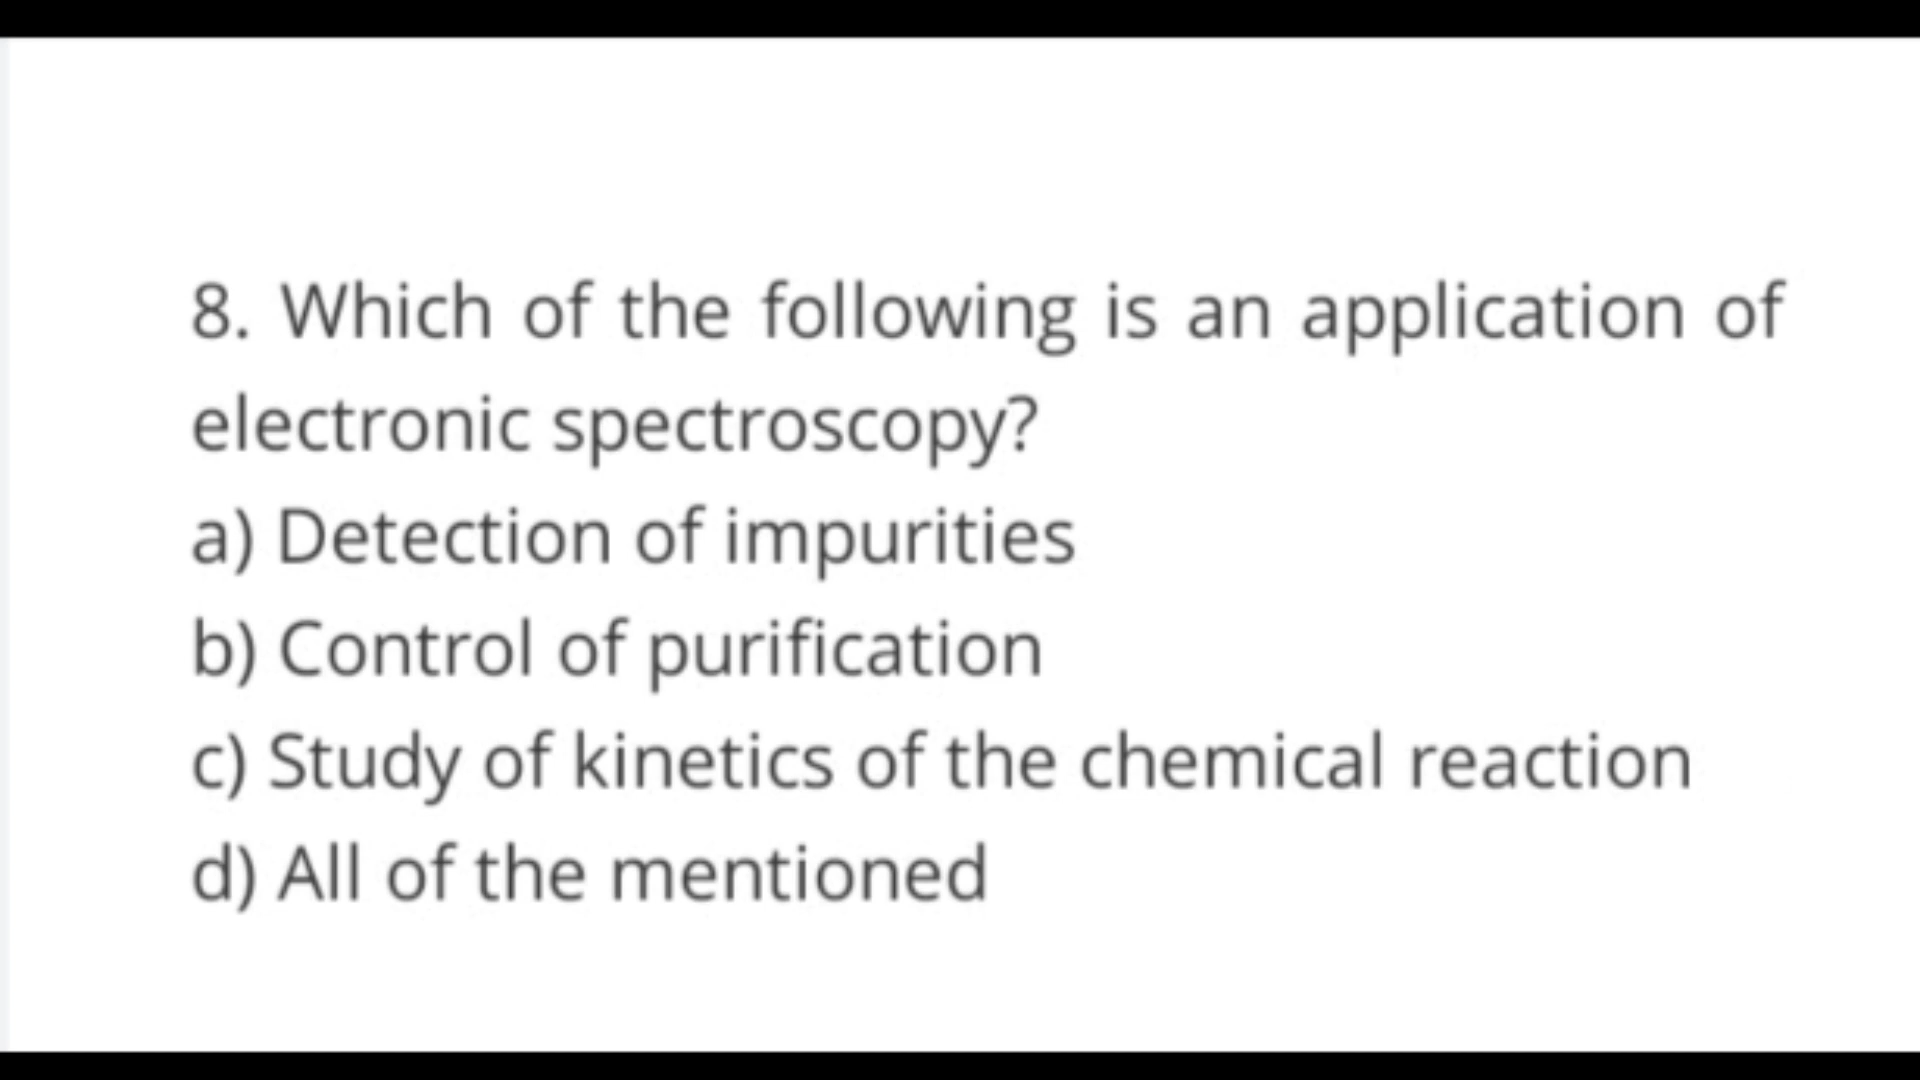 8. Which of the following is an application of
electronic spectroscopy?
a) Detection of impurities
b) Control of purification
c) Study of kinetics of the chemical reaction
d) All of the mentioned